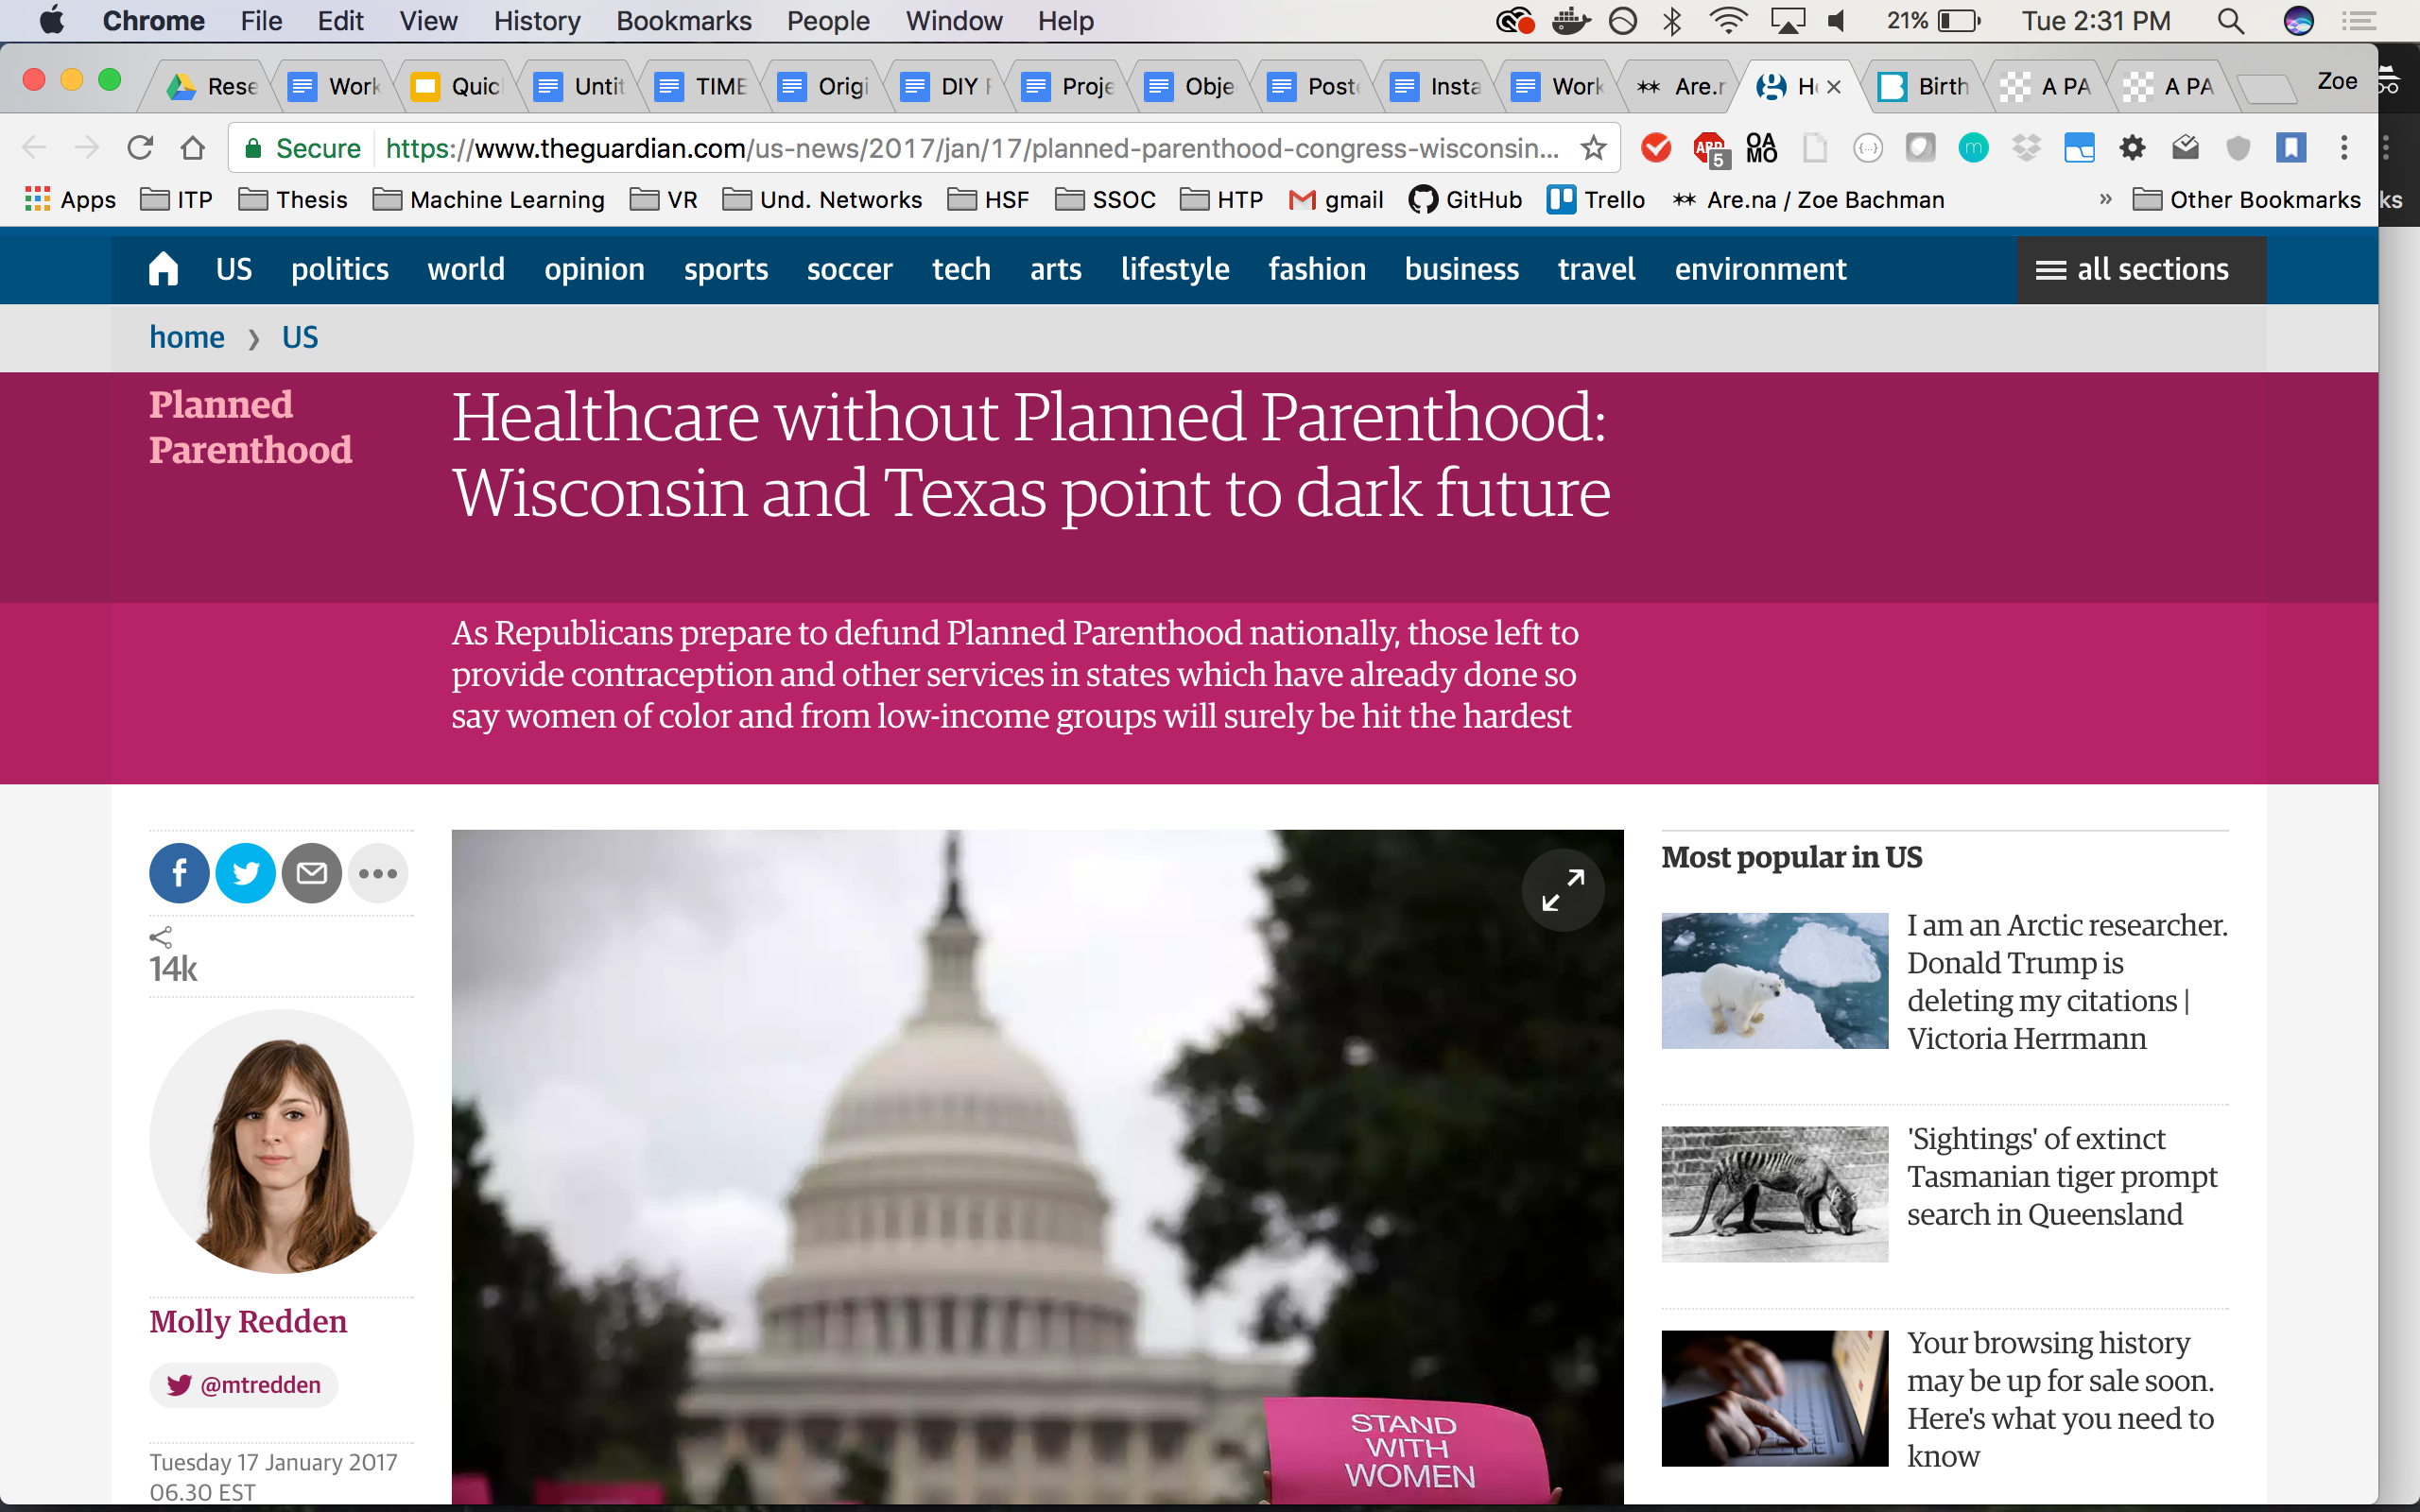 Chrome File Edit View History Bookmarks People Window Help 21% Tue 2:31 PM
Rese Work Quic Untit TIME Origi DIY Proje Obje Post Insta Work Are.r H Birth A PA A PA Zoe
Secure https://www.theguardian.com/us-news/2017/jan/17/planned-parenthood-congress-wisconsin... ABP 5 OA MO {...} m
Apps ITP Thesis Machine Learning VR Und. Networks HSF SSOC HTP gmail GitHub Trello Are.na / Zoe Bachman » Other Bookmarks ks
US politics world opinion sports soccer tech arts lifestyle fashion business travel environment all sections
home › US
Planned
Parenthood
Healthcare without Planned Parenthood:
Wisconsin and Texas point to dark future
As Republicans prepare to defund Planned Parenthood nationally, those left to
provide contraception and other services in states which have already done so
say women of color and from low-income groups will surely be hit the hardest
14k
Molly Redden
@mtredden
Tuesday 17 January 2017
06.30 EST
STAND
WITH
WOMEN
Most popular in US
I am an Arctic researcher.
Donald Trump is
deleting my citations |
Victoria Herrmann
'Sightings' of extinct
Tasmanian tiger prompt
search in Queensland
Your browsing history
may be up for sale soon.
Here's what you need to
know